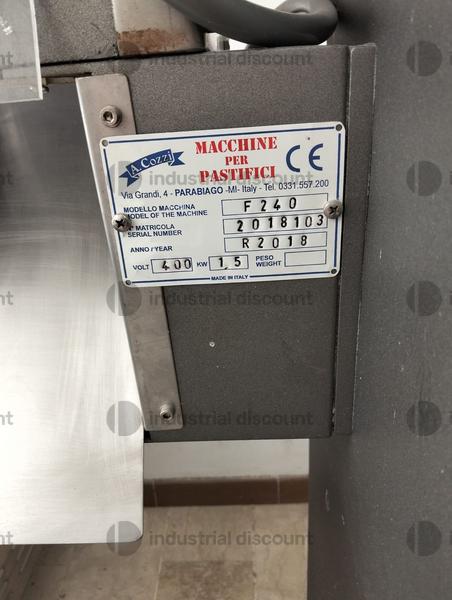 A. Cozzi
MACCHINE
PER
PASTIFICI
CE
Via Grandi, 4 - PARABIAGO -MI- Italy - Tel. 0331.557.200
MODELLO MACCHINA
MODEL OF THE MACHINE
F 240
N° MATRICOLA
SERIAL NUMBER
2018103
ANNO / YEAR
R2018
VOLT 400 KW 1,5 PESO
WEIGHT
MADE IN ITALY
industrial discount
industrial discount
industrial discount
industrial discount
industrial discount